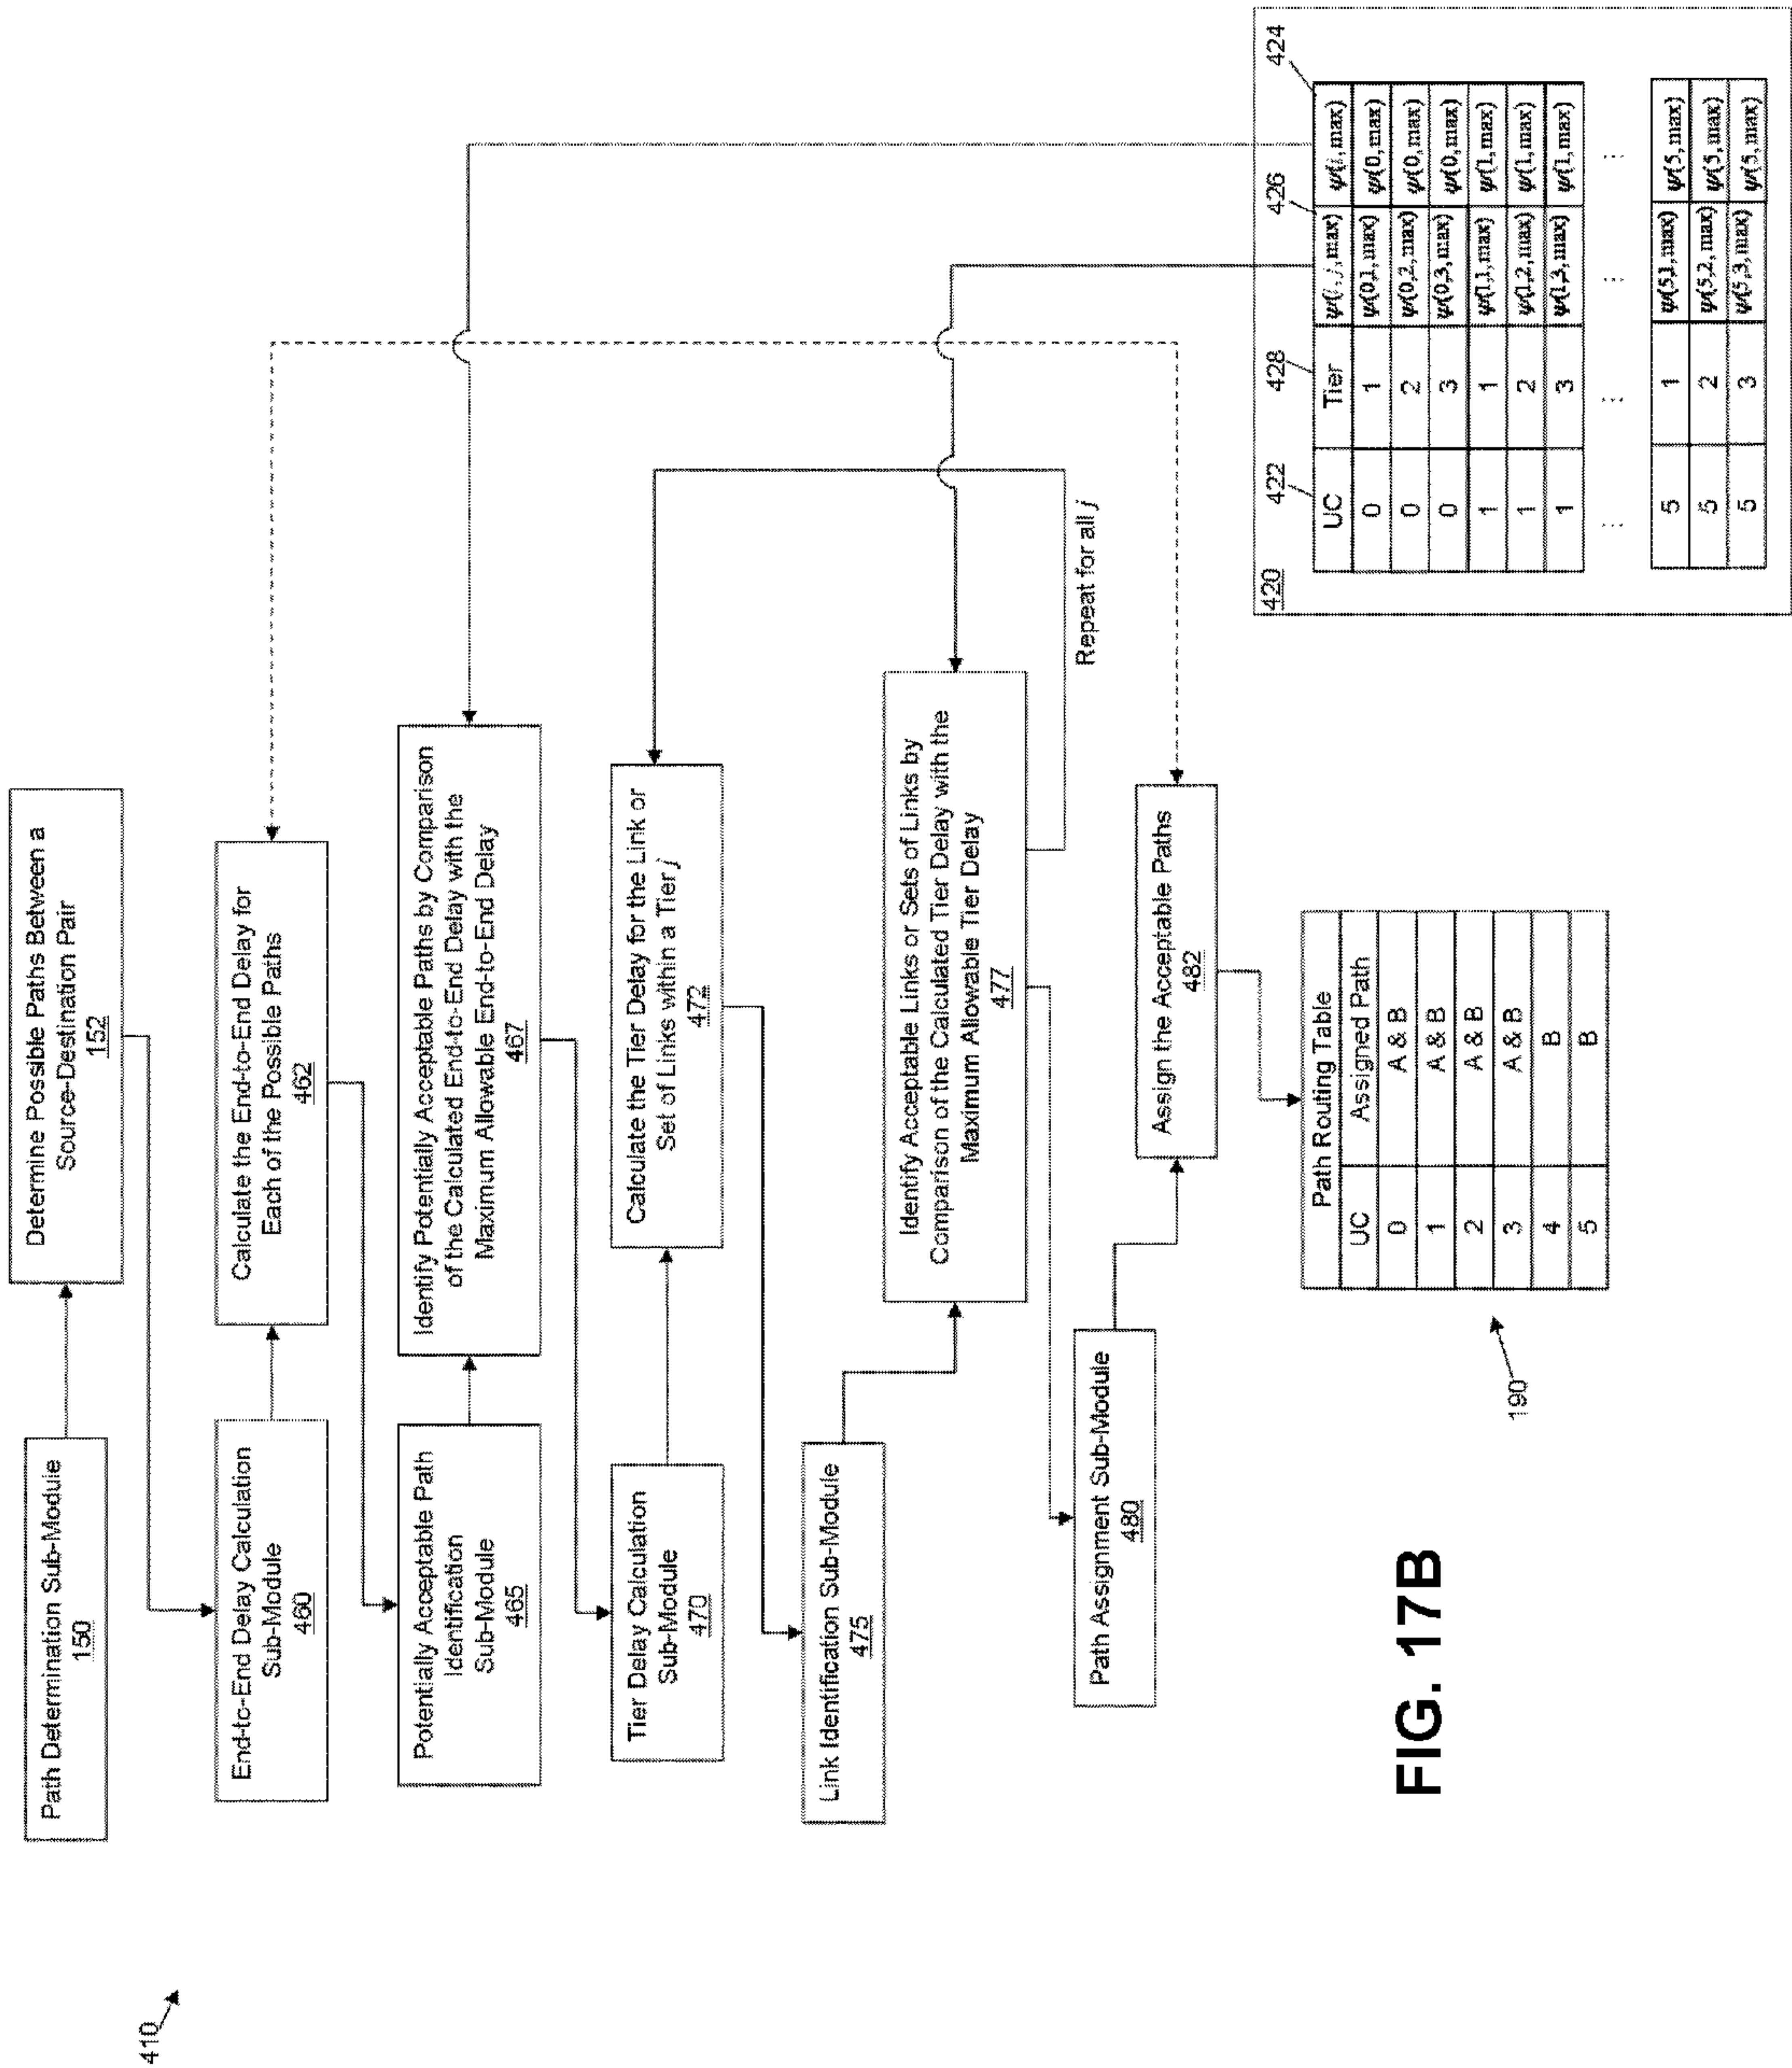 410
Path Determination Sub-Module
150
Determine Possible Paths Between a
Source-Destination Pair
152
End-to-End Delay Calculation
Sub-Module
460
Calculate the End-to-End Delay for
Each of the Possible Paths
462
Potentially Acceptable Path
Identification
Sub-Module
465
Identify Potentially Acceptable Paths by Comparison
of the Calculated End-to-End Delay with the
Maximum Allowable End-to-End Delay
467
Tier Delay Calculation
Sub-Module
470
Calculate the Tier Delay for the Link or
Set of Links within a Tier j
472
Link Identification Sub-Module
475
Identify Acceptable Links or Sets of Links by
Comparison of the Calculated Tier Delay with the
Maximum Allowable Tier Delay
477
Repeat for all j
Path Assignment Sub-Module
480
Assign the Acceptable Paths
482
190
Path Routing Table
UC Assigned Path
0 A & B
1 A & B
2 A & B
3 A & B
4 B
5 B
420
422 428 426 424
UC Tier ψ(i,j,max) ψ(i,max)
0 1 ψ(0,1,max) ψ(0,max)
0 2 ψ(0,2,max) ψ(0,max)
0 3 ψ(0,3,max) ψ(0,max)
1 1 ψ(1,1,max) ψ(1,max)
1 2 ψ(1,2,max) ψ(1,max)
1 3 ψ(1,3,max) ψ(1,max)
⋮ ⋮ ⋮ ⋮
5 1 ψ(5,1,max) ψ(5,max)
5 2 ψ(5,2,max) ψ(5,max)
5 3 ψ(5,3,max) ψ(5,max)
FIG. 17B